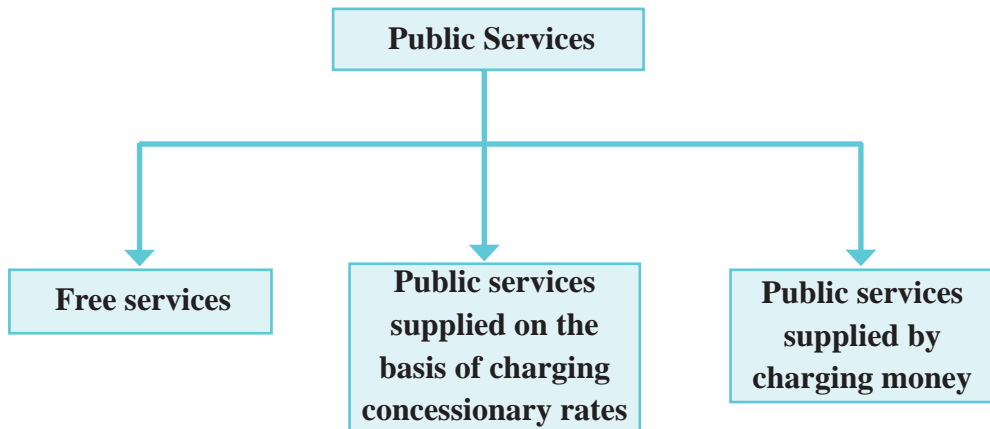 Public Services
Free services
Public services
supplied on the
basis of charging
concessionary rates
Public services
supplied by
charging money